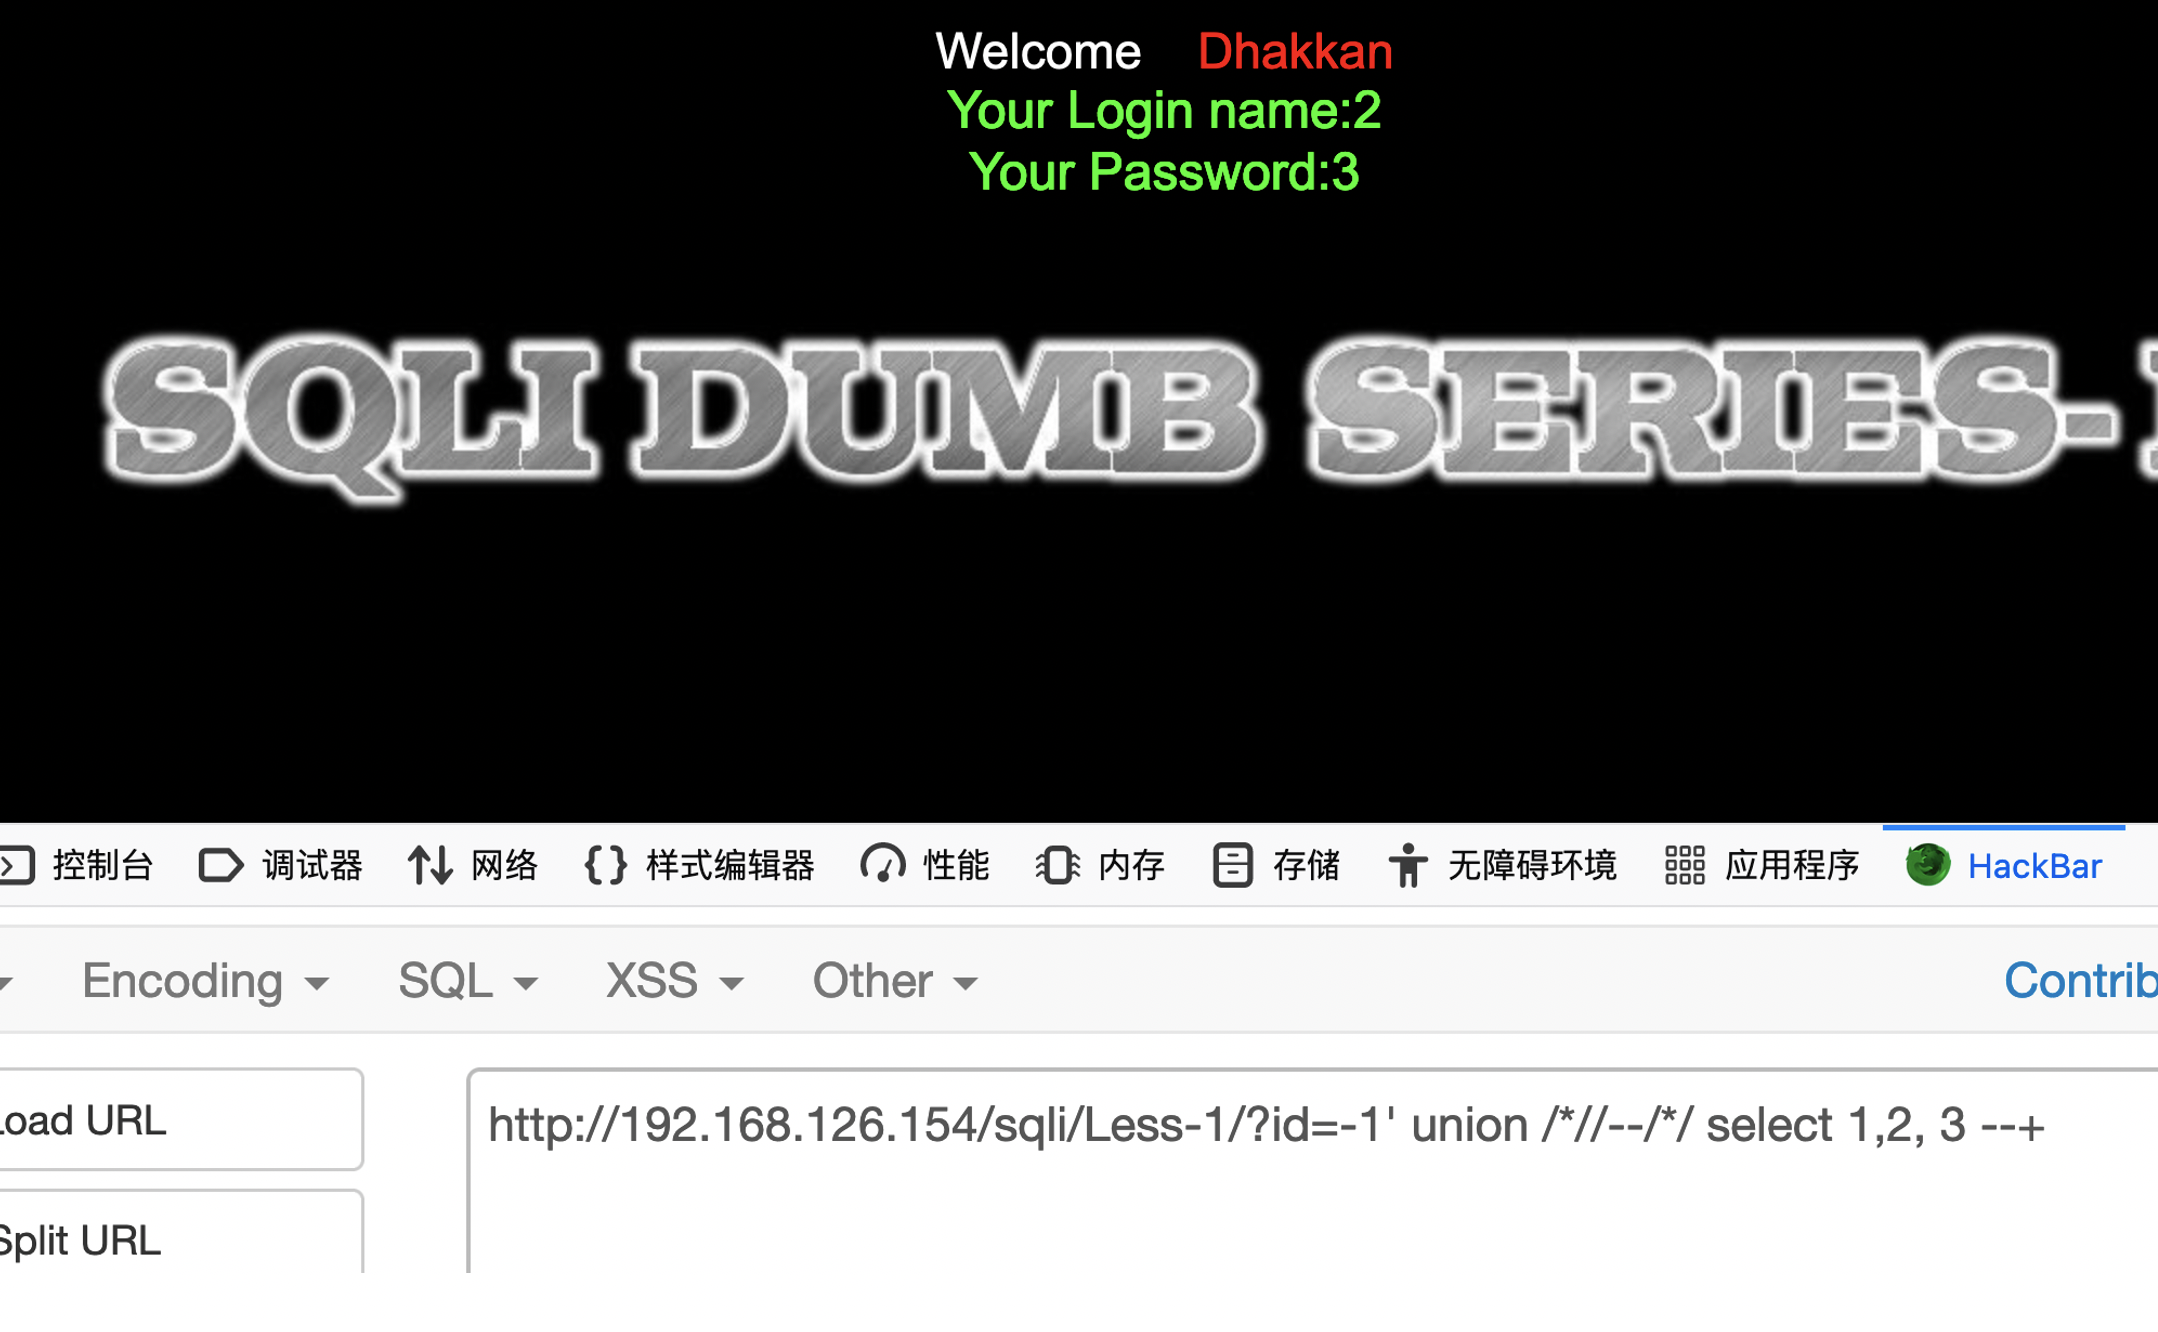 Welcome Dhakkan
Your Login name:2
Your Password:3
SQLI DUMB SERIES-
控制台 调试器 网络 {} 样式编辑器 性能 内存 存储 无障碍环境 应用程序 HackBar
Encoding SQL XSS Other Contrib
Load URL
http://192.168.126.154/sqli/Less-1/?id=-1' union /*//--/*/ select 1,2, 3 --+
Split URL